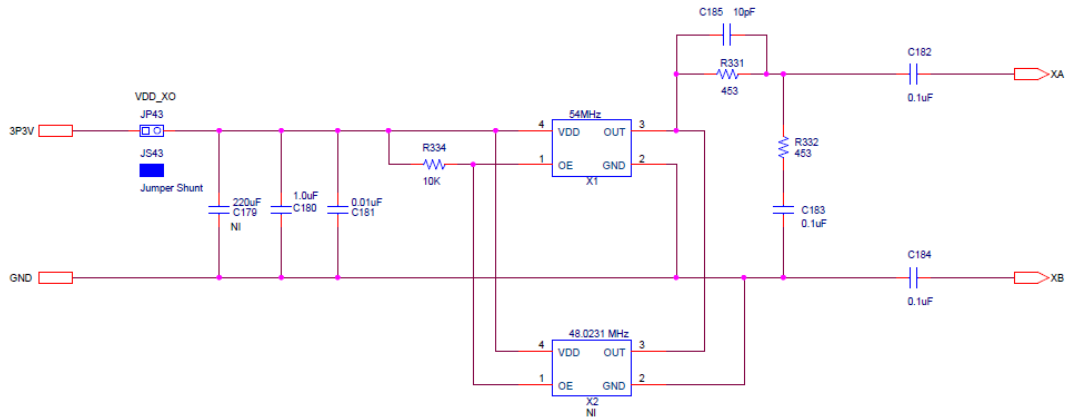 C185 10pF
R331
453
C182
0.1uF
XA
VDD_XO
JP43
3P3V
JS43
Jumper Shunt
R334
10K
54MHz
4 VDD OUT 3
1 OE GND 2
X1
R332
453
220uF
C179
NI
1.0uF
C180
0.01uF
C181
C183
0.1uF
GND
C184
0.1uF
XB
48.0231 MHz
4 VDD OUT 3
1 OE GND 2
X2
NI